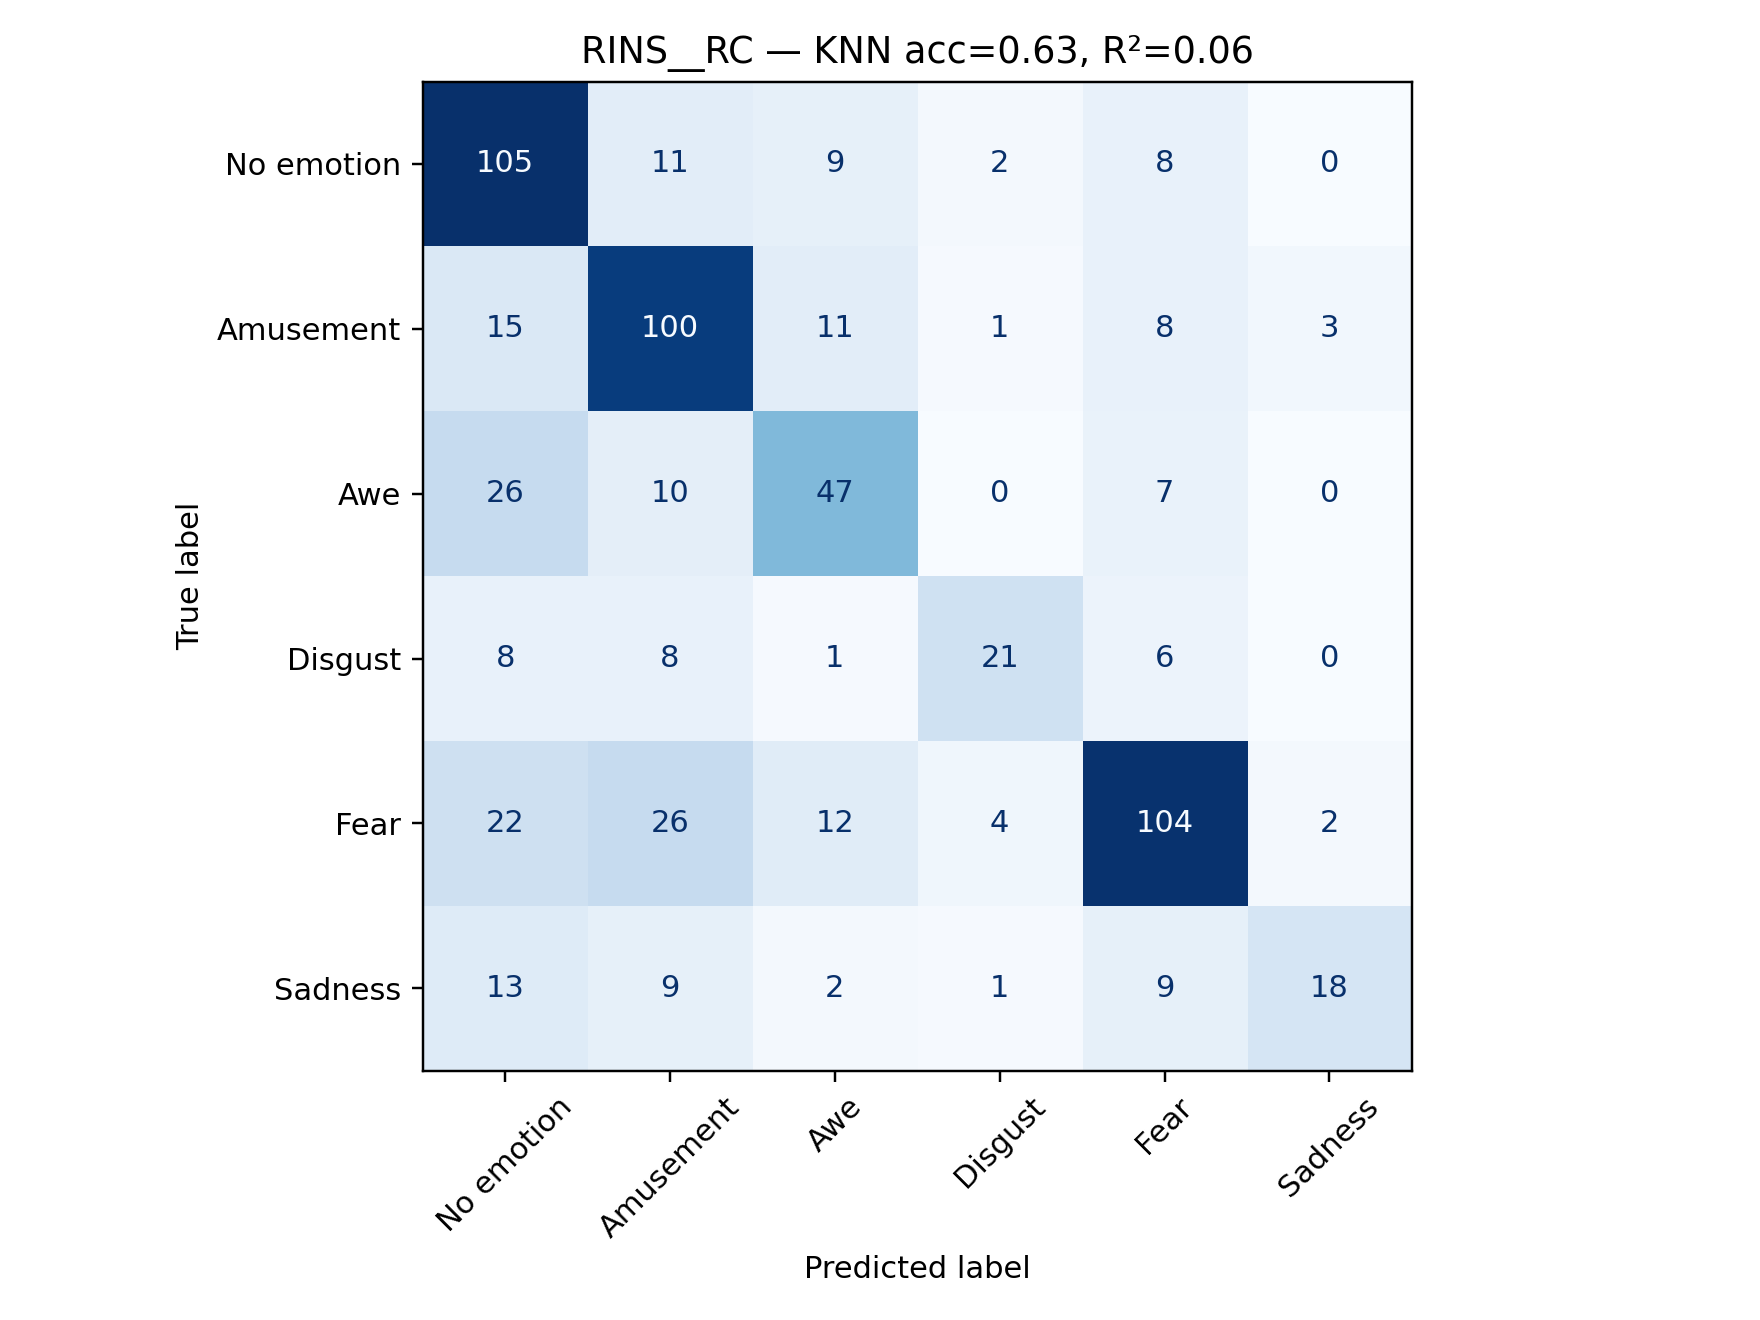 RINS__RC — KNN acc=0.63, R²=0.06
No emotion 105 11 9 2 8 0
Amusement 15 100 11 1 8 3
Awe 26 10 47 0 7 0
Disgust 8 8 1 21 6 0
Fear 22 26 12 4 104 2
Sadness 13 9 2 1 9 18
True label
No emotion Amusement Awe Disgust Fear Sadness
Predicted label